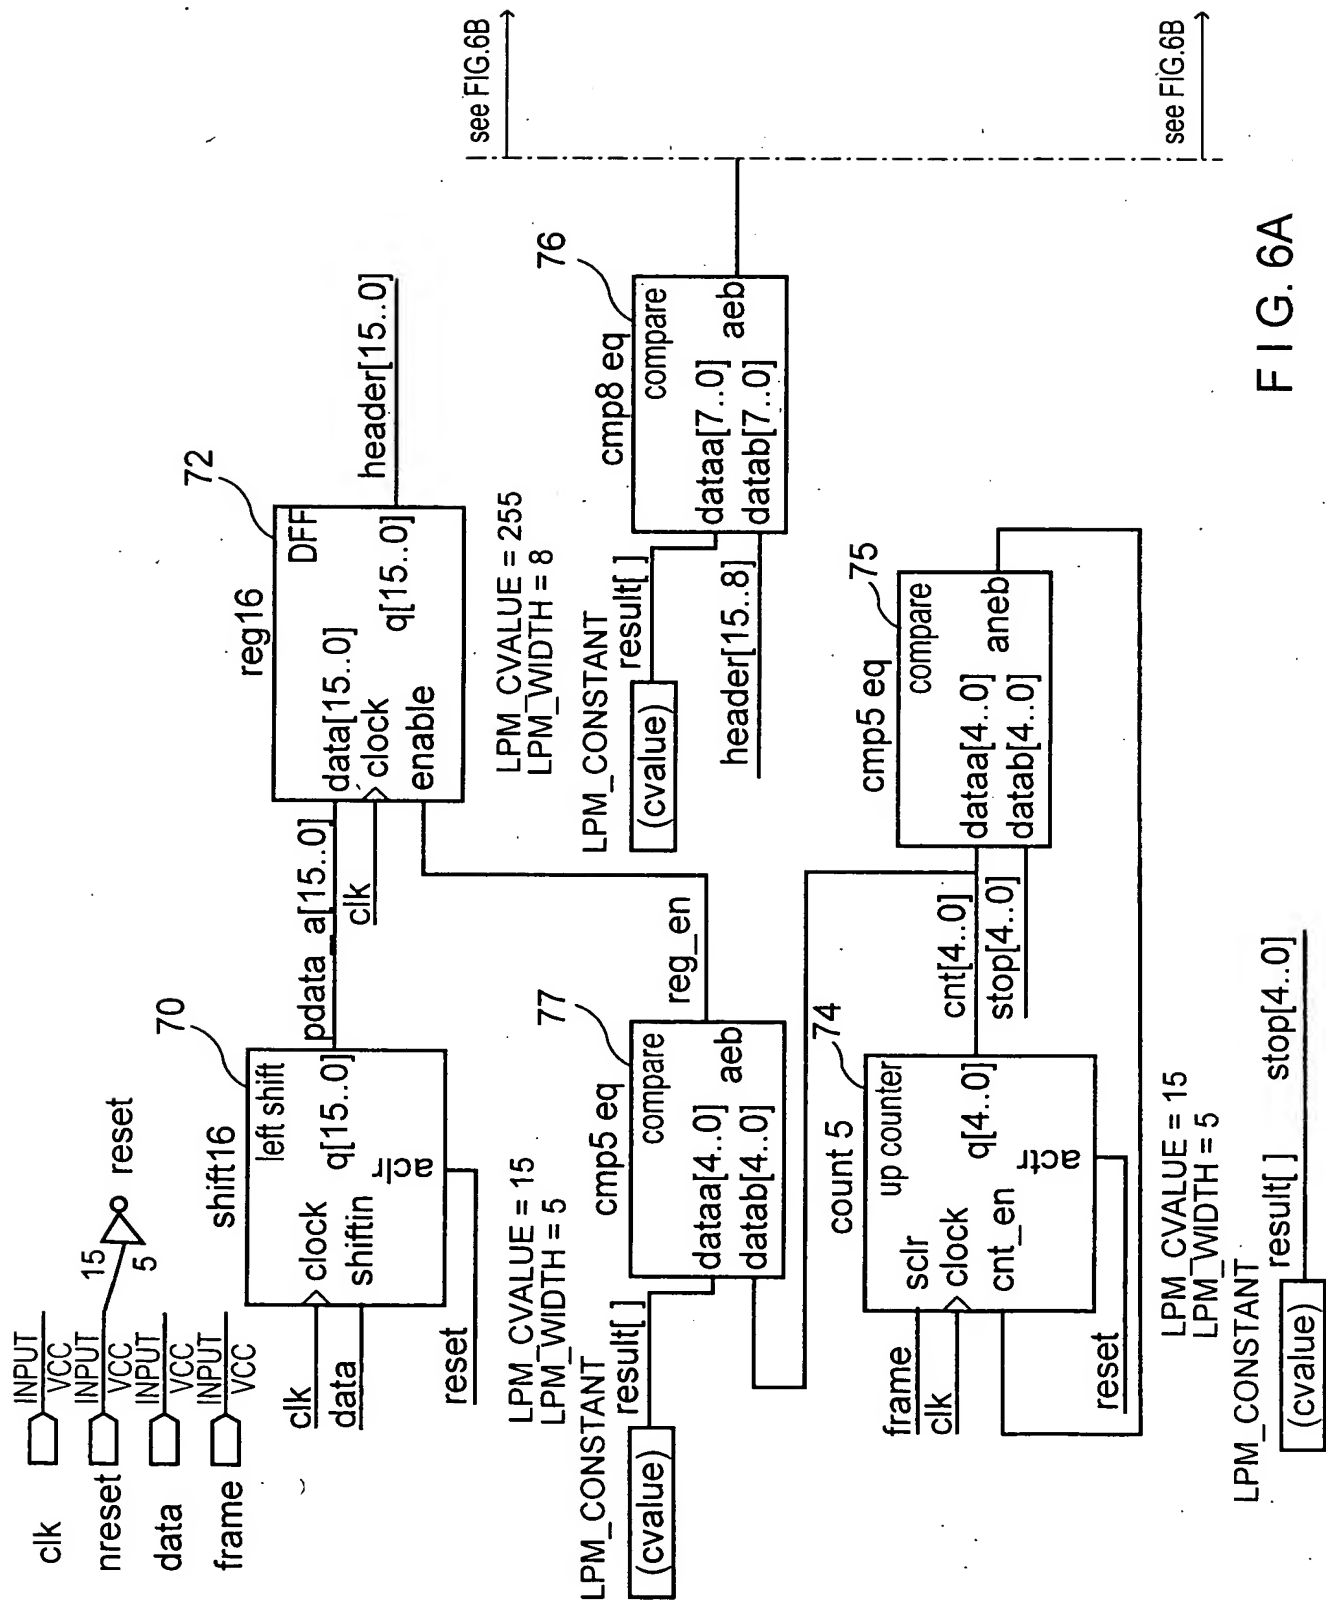 clk
INPUT
VCC
nreset
INPUT
VCC
data
INPUT
VCC
frame
INPUT
VCC
15
5
reset
shift16
70
left shift
clock
shiftin
q[15..0]
aclr
clk
data
reset
pdata_a[15..0]
clk
reg16
72
DFF
data[15..0]
clock
enable
q[15..0]
header[15..0]
LPM_CVALUE = 15
LPM_WIDTH = 5
LPM_CONSTANT
(cvalue)
result[ ]
cmp5 eq
77
compare
dataa[4..0]
datab[4..0]
aeb
reg_en
LPM_CVALUE = 255
LPM_WIDTH = 8
LPM_CONSTANT
(cvalue)
result[ ]
header[15..8]
cmp8 eq
76
compare
dataa[7..0]
datab[7..0]
aeb
see FIG.6B
frame
clk
reset
count 5
74
up counter
sclr
clock
cnt_en
q[4..0]
actr
cnt[4..0]
stop[4..0]
cmp5 eq
75
compare
dataa[4..0]
datab[4..0]
aneb
LPM_CVALUE = 15
LPM_WIDTH = 5
LPM_CONSTANT
(cvalue)
result[ ]
stop[4..0]
see FIG.6B
FIG. 6A